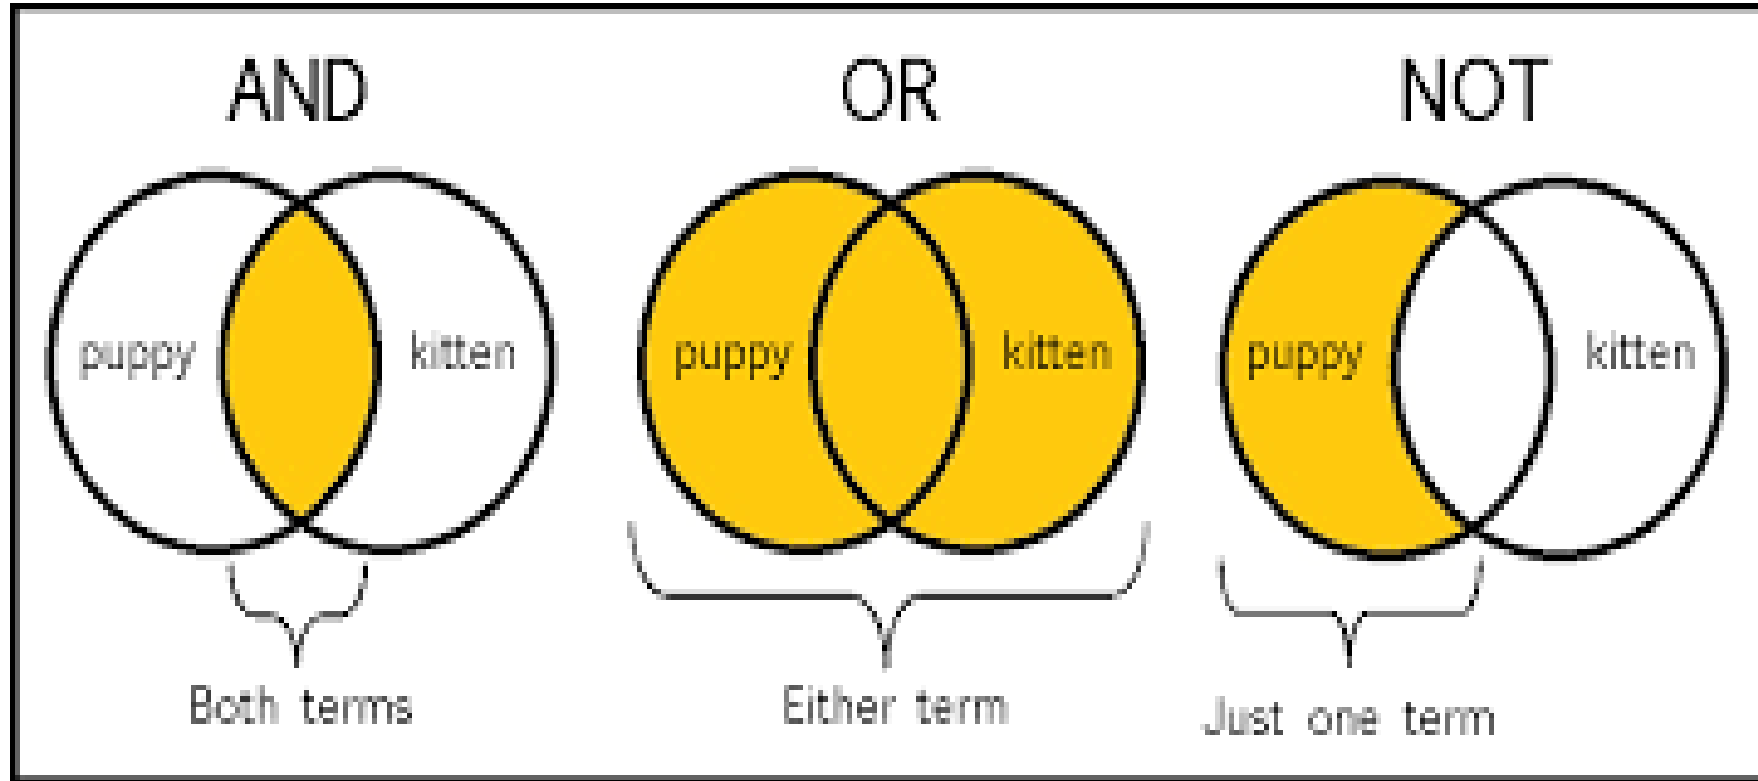 AND
puppy
kitten
Both terms
OR
puppy
kitten
Either term
NOT
puppy
kitten
Just one term